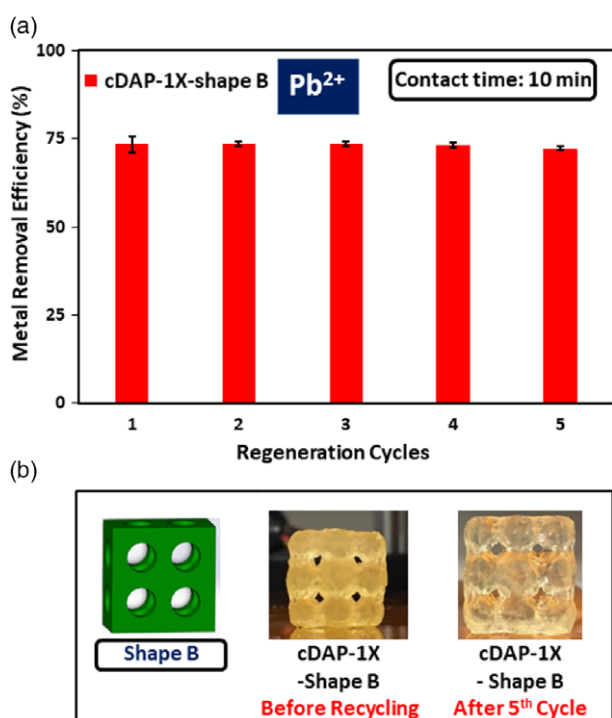 (a)
100
75
50
25
0
Metal Removal Efficiency (%)
cDAP-1X-shape B
Pb²⁺
Contact time: 10 min
1 2 3 4 5
Regeneration Cycles
(b)
Shape B
cDAP-1X
-Shape B
Before Recycling
cDAP-1X
- Shape B
After 5ᵗʰ Cycle